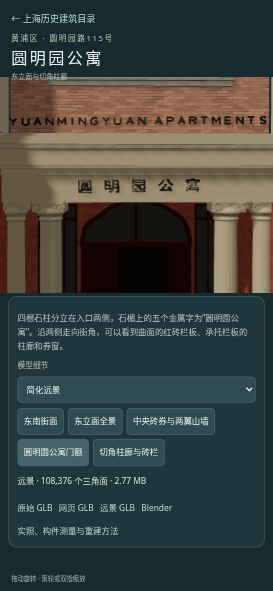 ← 上海历史建筑目录
黄浦区 · 圆明园路115号
圆明园公寓
东立面与切角柱廊
YUANMINGYUAN APARTMENTS
圓明园公寓
四根石柱分立在入口两侧，石楣上的五个金属字为“圓明园公
寓”。沿两侧走向街角，可以看到曲面的红砖栏板、承托栏板的
柱廊和券窗。
模型细节
简化远景
东南街面 东立面全景 中央砖券与两翼山墙
圓明园公寓门额 切角柱廊与砖栏
远景 · 108,376 个三角面 · 2.77 MB
原始 GLB 网页 GLB 远景 GLB Blender
实照、构件测量与重建方法
拖动旋转 · 滚轮或双指缩放